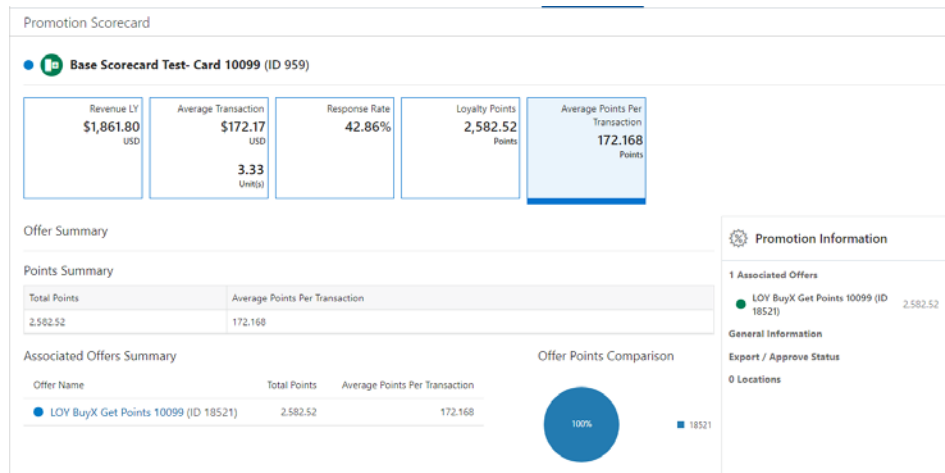 Promotion Scorecard
Base Scorecard Test- Card 10099 (ID 959)
Revenue LY
$1,861.80
USD
Average Transaction
$172.17
USD
3.33
Unit(s)
Response Rate
42.86%
Loyalty Points
2,582.52
Points
Average Points Per
Transaction
172.168
Points
Offer Summary
Points Summary
Total Points Average Points Per Transaction
2,582.52 172.168
Associated Offers Summary
Offer Name Total Points Average Points Per Transaction
LOY BuyX Get Points 10099 (ID 18521) 2,582.52 172.168
Offer Points Comparison
100%
18521
Promotion Information
1 Associated Offers
LOY BuyX Get Points 10099 (ID
18521)
2,582.52
General Information
Export / Approve Status
0 Locations